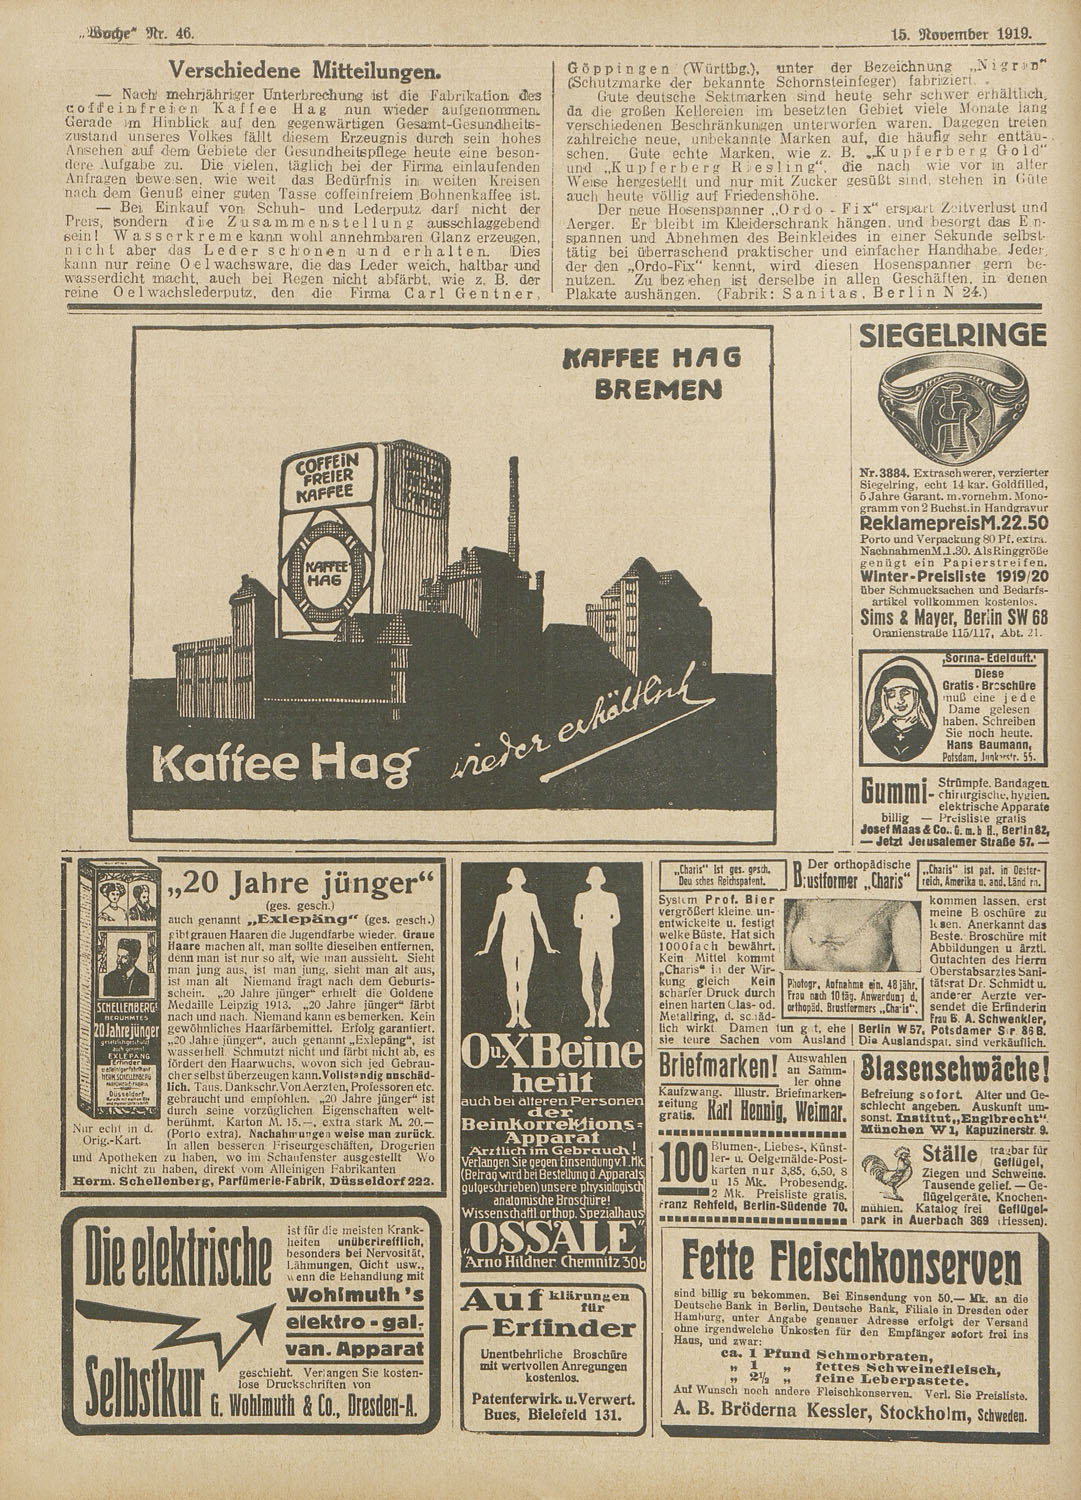 „Woche“ Nr. 46.
15. November 1919.
Verschiedene Mitteilungen.
— Nach mehrjähriger Unterbrechung ist die Fabrikation des
coffeinfreien Kaffee Hag nun wieder aufgenommen.
Gerade im Hinblick auf den gegenwärtigen Gesamt-Gesundheits-
zustand unseres Volkes fällt diesem Erzeugnis durch sein hohes
Ansehen auf dem Gebiete der Gesundheitspflege heute eine beson-
dere Aufgabe zu. Die vielen, täglich bei der Firma einlaufenden
Anfragen beweisen, wie weit das Bedürfnis in weiten Kreisen
nach dem Genuß einer guten Tasse coffeinfreiem Bohnenkaffee ist.
— Bei Einkauf von Schuh- und Lederputz darf nicht der
Preis, sondern die Zusammenstellung ausschlaggebend
sein! Wasserkreme kann wohl annehmbaren Glanz erzeugen,
nicht aber das Leder schonen und erhalten. Dies
kann nur reine Oelwachsware, die das Leder weich, haltbar und
wasserdicht macht, auch bei Regen nicht abfärbt, wie z. B. der
reine Oelwachslederputz, den die Firma Carl Gentner,
Göppingen (Württbg.), unter der Bezeichnung „Nigrin“
(Schutzmarke der bekannte Schornsteinfeger) fabriziert.
Gute deutsche Sektmarken sind heute sehr schwer erhältlich,
da die großen Kellereien im besetzten Gebiet viele Monate lang
verschiedenen Beschränkungen unterworfen waren. Dagegen treten
zahlreiche neue, unbekannte Marken auf, die häufig sehr enttäu-
schen. Gute echte Marken, wie z. B. „Kupferberg Gold“
und „Kupferberg Riesling“, die nach wie vor in alter
Weise hergestellt und nur mit Zucker gesüßt sind, stehen in Güte
auch heute völlig auf Friedenshöhe.
Der neue Hosenspanner „Ordo-Fix“ erspart Zeitverlust und
Aerger. Er bleibt im Kleiderschrank hängen, und besorgt das Ein-
spannen und Abnehmen des Beinkleides in einer Sekunde selbst-
tätig bei überraschend praktischer und einfacher Handhabe. Jeder,
der den „Ordo-Fix“ kennt, wird diesen Hosenspanner gern be-
nutzen. Zu beziehen ist derselbe in allen Geschäften, in denen
Plakate aushängen. (Fabrik: Sanitas, Berlin N 24.)
KAFFEE HAG
BREMEN
COFFEIN
FREIER
KAFFEE
KAFFEE
HAG
Kaffee Hag wieder erhältlich
SIEGELRINGE
Nr. 3884. Extraschwerer, verzierter
Siegelring, echt 14 kar. Goldfilled,
5 Jahre Garant. m. vornehm. Mono-
gramm von 2 Buchst. in Handgravur
Reklamepreis M. 22.50
Porto und Verpackung 80 Pf. extra.
Nachnahmen M. 1.30. Als Ringgröße
genügt ein Papierstreifen.
Winter-Preisliste 1919/20
über Schmucksachen und Bedarfs-
artikel vollkommen kostenlos.
Sims & Mayer, Berlin SW 68
Oranienstraße 115/117, Abt. 21.
„Sorina-Edelduft.“
Diese
Gratis-Broschüre
muß eine jede
Dame gelesen
haben. Schreiben
Sie noch heute.
Hans Baumann,
Potsdam, Junkerstr. 55.
Gummi-
Strümpfe, Bandagen,
chirurgische, hygien.
elektrische Apparate
billig — Preisliste gratis
Josef Maas & Co., G. m. b H., Berlin 82,
— Jetzt Jerusalemer Straße 57. —
SCHELLENBERG'S
BERÜHMTES
20 Jahre jünger
EXLEPÄNG
HERM. SCHELLENBERG
Düsseldorf
Nur echt in d.
Orig.-Kart.
„20 Jahre jünger“
(ges. gesch.)
auch genannt „Exlepäng“ (ges. gesch.)
gibt grauen Haaren die Jugendfarbe wieder. Graue
Haare machen alt, man sollte dieselben entfernen,
denn man ist nur so alt, wie man aussieht. Sieht
man jung aus, ist man jung, sieht man alt aus,
ist man alt Niemand fragt nach dem Geburts-
schein. „20 Jahre jünger“ erhielt die Goldene
Medaille Leipzig 1913. „20 Jahre jünger“ färbt
nach und nach. Niemand kann es bemerken. Kein
gewöhnliches Haarfärbemittel. Erfolg garantiert.
„20 Jahre jünger“, auch genannt „Exlepäng“, ist
wasserhell. Schmutzt nicht und färbt nicht ab, es
fördert den Haarwuchs, wovon sich jed Gebrau-
cher selbst überzeugen kann. Vollständig unschäd-
lich. Taus. Dankschr. Von Aerzten, Professoren etc.
gebraucht und empfohlen. „20 Jahre jünger“ ist
durch seine vorzüglichen Eigenschaften welt-
berühmt. Karton M. 15.—, extra stark M. 20.—
(Porto extra). Nachahmungen weise man zurück.
In allen besseren Friseurgeschäften, Drogerien
und Apotheken zu haben, wo im Schaufenster ausgestellt Wo
nicht zu haben, direkt vom Alleinigen Fabrikanten
Herm. Schellenberg, Parfümerie-Fabrik, Düsseldorf 222.
O u. X Beine
heilt
auch bei älteren Personen
der
Beinkorrektions=
Apparat
Ärztlich im Gebrauch!
Verlangen Sie gegen Einsendung v. 1.Mk.
(Betrag wird bei Bestellung d. Apparats
gutgeschrieben) unsere physiologisch
anatomische Broschüre!
Wissenschaftl. orthop. Spezialhaus
„OSSALE“
Arno Hildner Chemnitz 30b
„Charis“ ist ges. gesch.
Deutsches Reichspatent.
Der orthopädische
Brustformer „Charis“
„Charis“ ist pat. in Oester-
reich, Amerika u. and. Länd rn.
System Prof. Bier
vergrößert kleine, un-
entwickelte u. festigt
welke Büste. Hat sich
1000fach bewährt.
Kein Mittel kommt
„Charis“ in der Wir-
kung gleich Kein
scharfer Druck durch
einen harten Glas- od.
Metallring, d. schäd-
lich wirkt Damen tun gut, ehe
sie teure Sachen vom Ausland
Photogr. Aufnahme ein. 48 jähr.
Frau nach 10 täg. Anwendung d.
orthopäd. Brustformers „Charis“.
kommen lassen, erst
meine Broschüre zu
lesen. Anerkannt das
Beste. Broschüre mit
Abbildungen u ärztl.
Gutachten des Herrn
Oberstabsarztes Sani-
tätsrat Dr. Schmidt u.
anderer Aerzte ver-
sendet die Erfinderin
Frau B. A. Schwenkler,
Berlin W 57, Potsdamer Str. 86 B.
Die Auslandspat. sind verkäuflich.
Briefmarken!
Auswahlen
an Samm-
ler ohne
Kaufzwang. Illustr. Briefmarken-
zeitung
gratis. Karl Hennig, Weimar.
100 Blumen-, Liebes-, Künst-
ler- u. Oelgemälde-Post-
karten nur 3,85, 6,50, 8
u 15 Mk. Probesendg.
2 Mk. Preisliste gratis.
Franz Rehfeld, Berlin-Südende 70.
Blasenschwäche!
Befreiung sofort. Alter und Ge-
schlecht angeben. Auskunft um-
sonst. Institut „Englbrecht“
München W 1, Kapuzinerstr. 9.
Ställe
tragbar für
Geflügel,
Ziegen und Schweine.
Tausende gelief. — Ge-
flügelgeräte, Knochen-
mühlen. Katalog frei Geflügel-
park in Auerbach 369 (Hessen).
Die elektrische
Selbstkur
ist für die meisten Krank-
heiten unübertrefflich,
besonders bei Nervosität,
Lähmungen, Gicht usw.,
wenn die Behandlung mit
Wohlmuth's
elektro-gal-
van. Apparat
geschieht. Verlangen Sie kosten-
lose Druckschriften von
G. Wohlmuth & Co., Dresden-A.
Auf klärungen
für
Erfinder
Unentbehrliche Broschüre
mit wertvollen Anregungen
kostenlos.
Patenterwirk. u. Verwert.
Bues, Bielefeld 131.
Fette Fleischkonserven
sind billig zu bekommen. Bei Einsendung von 50.— Mk. an die
Deutsche Bank in Berlin, Deutsche Bank, Filiale in Dresden oder
Hamburg, unter Angabe genauer Adresse erfolgt der Versand
ohne irgendwelche Unkosten für den Empfänger sofort frei ins
Haus, und zwar:
ca. 1 Pfund Schmorbraten,
„ 1 „ fettes Schweinefleisch,
„ 2½ „ feine Leberpastete.
Auf Wunsch noch andere Fleischkonserven. Verl. Sie Preisliste.
A. B. Bröderna Kessler, Stockholm, Schweden.